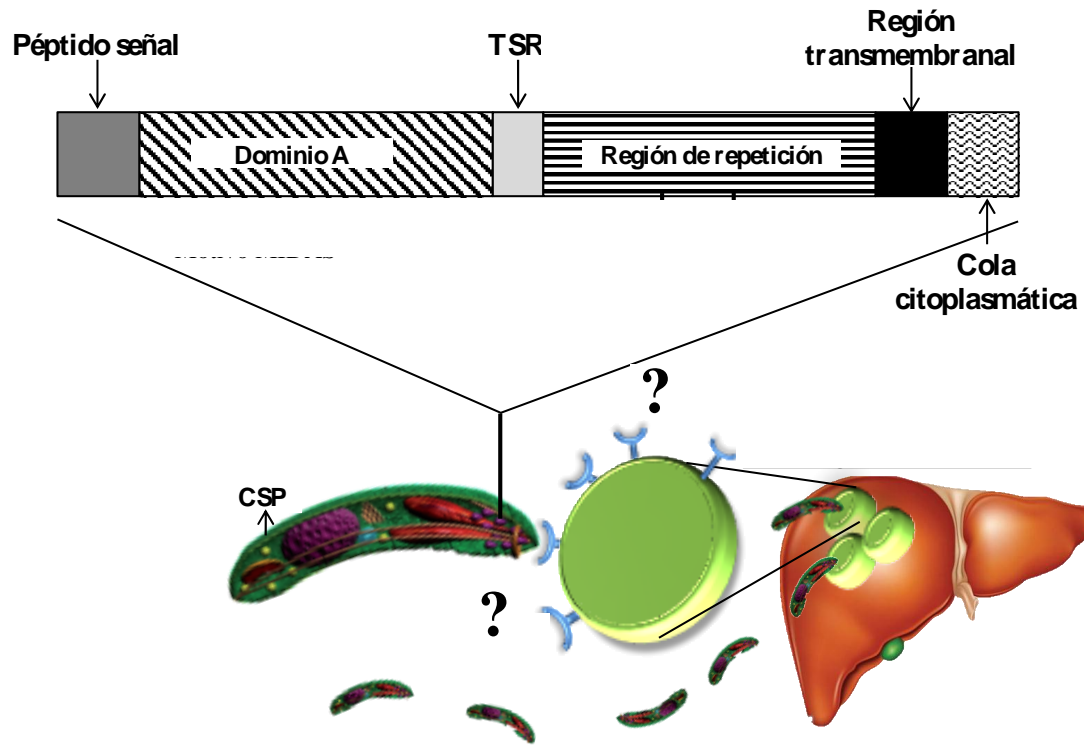 Péptido señal
TSR
Región
transmembranal
Dominio A
Región de repetición
Cola
citoplasmática
?
CSP
?